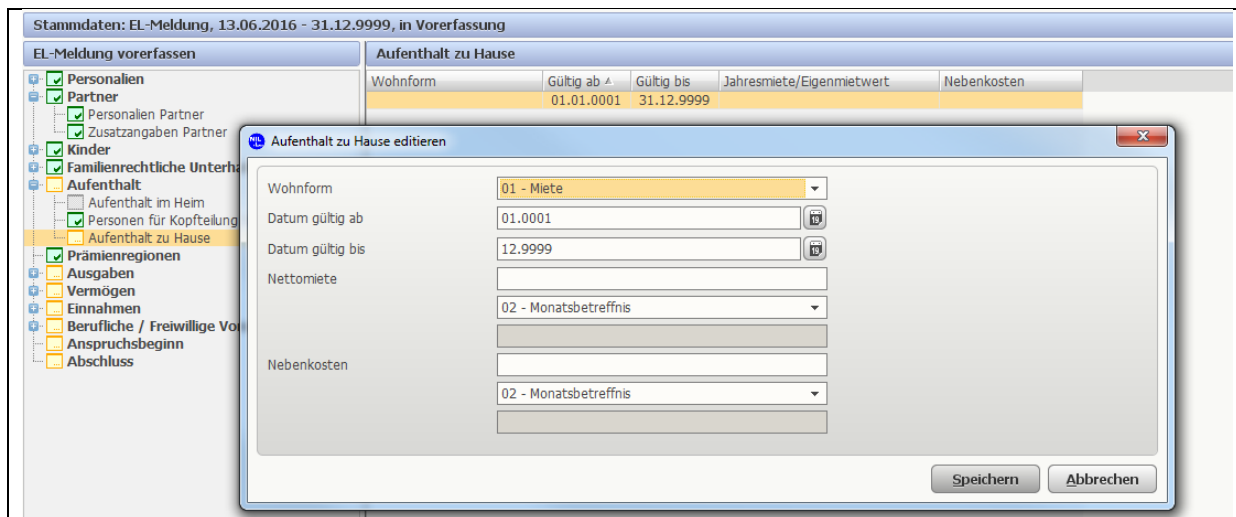 Stammdaten: EL-Meldung, 13.06.2016 - 31.12.9999, in Vorerfassung
EL-Meldung vorerfassen
Aufenthalt zu Hause
Wohnform Gültig ab Gültig bis Jahresmiete/Eigenmietwert Nebenkosten
01.01.0001 31.12.9999
Personalien
Partner
Personalien Partner
Zusatzangaben Partner
Kinder
Familienrechtliche Unterha
Aufenthalt
Aufenthalt im Heim
Personen für Kopfteilung
Aufenthalt zu Hause
Prämienregionen
Ausgaben
Vermögen
Einnahmen
Berufliche / Freiwillige Vor
Anspruchsbeginn
Abschluss
Aufenthalt zu Hause editieren
Wohnform 01 - Miete
Datum gültig ab 01.0001
Datum gültig bis 12.9999
Nettomiete
02 - Monatsbetreffnis
Nebenkosten
02 - Monatsbetreffnis
Speichern Abbrechen